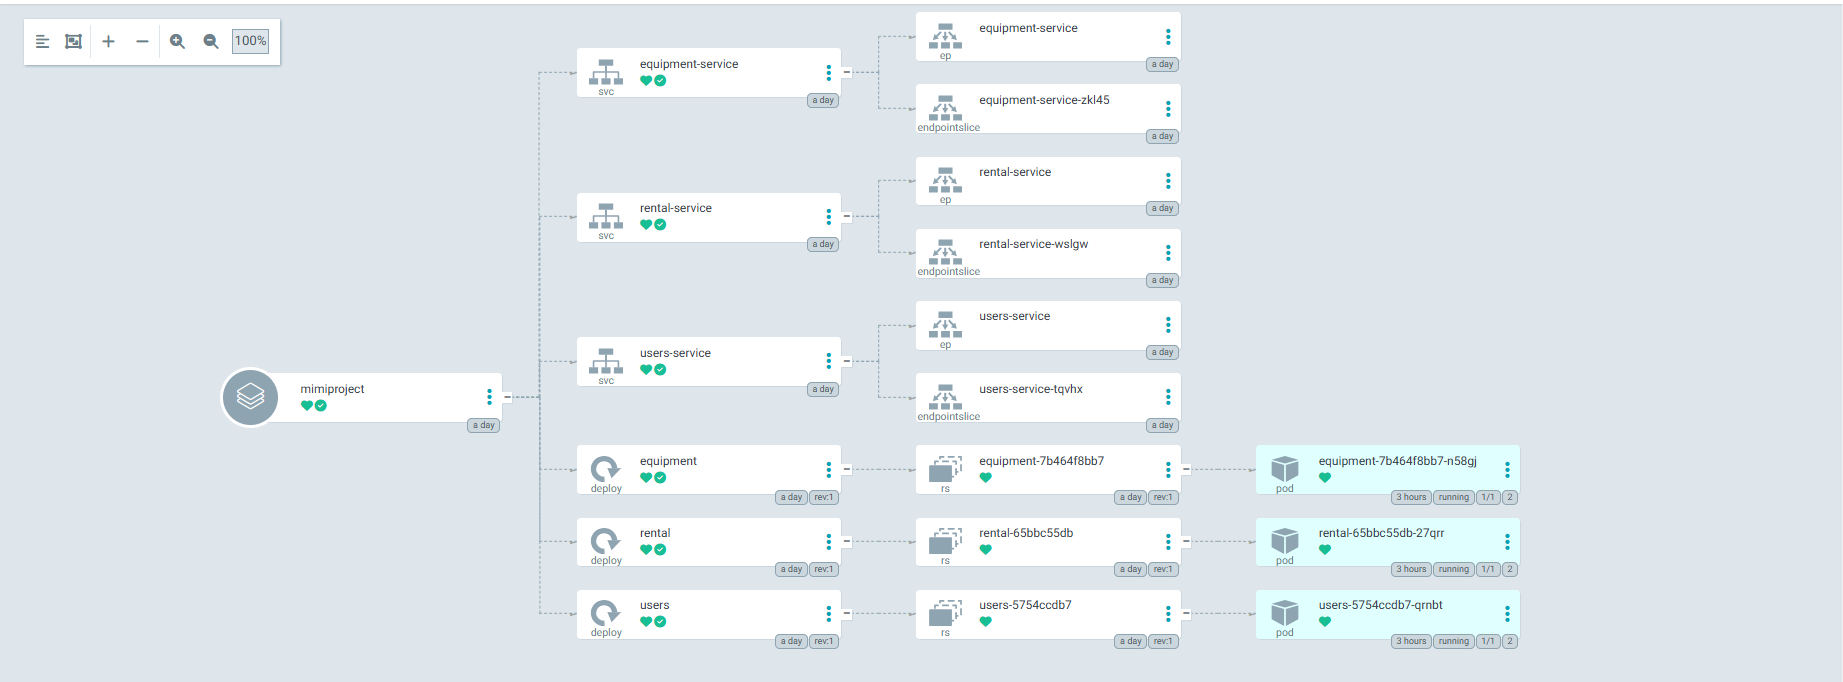 100%
equipment-service
ep
a day
equipment-service
svc
a day
equipment-service-zkl45
endpointslice
a day
rental-service
ep
a day
rental-service
svc
a day
rental-service-wslgw
endpointslice
a day
users-service
ep
a day
users-service
svc
a day
mimiproject
a day
users-service-tqvhx
endpointslice
a day
equipment
deploy
a day rev:1
equipment-7b464f8bb7
rs
a day rev:1
equipment-7b464f8bb7-n58gj
pod
3 hours running 1/1 2
rental
deploy
a day rev:1
rental-65bbc55db
rs
a day rev:1
rental-65bbc55db-27qrr
pod
3 hours running 1/1 2
users
deploy
a day rev:1
users-5754ccdb7
rs
a day rev:1
users-5754ccdb7-qrnbt
pod
3 hours running 1/1 2